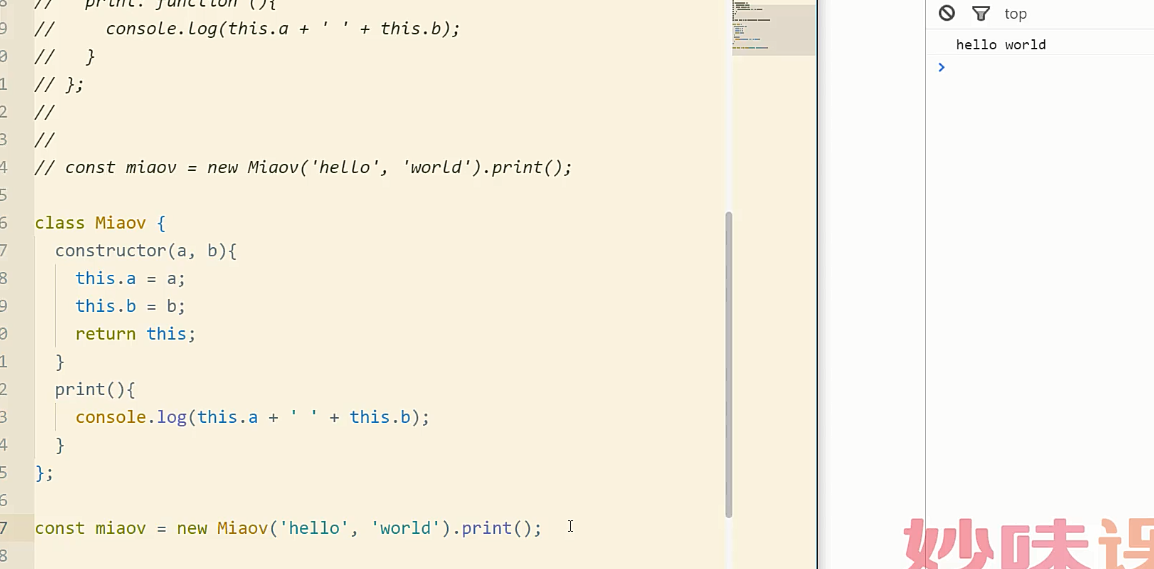 //   print: function (){
9 //     console.log(this.a + ' ' + this.b);
0 //   }
1 // };
2 //
3 //
4 // const miaov = new Miaov('hello', 'world').print();
5
6 class Miaov {
7   constructor(a, b){
8     this.a = a;
9     this.b = b;
0     return this;
1   }
2   print(){
3     console.log(this.a + ' ' + this.b);
4   }
5 };
6
7 const miaov = new Miaov('hello', 'world').print();
8
top
hello world
妙味课